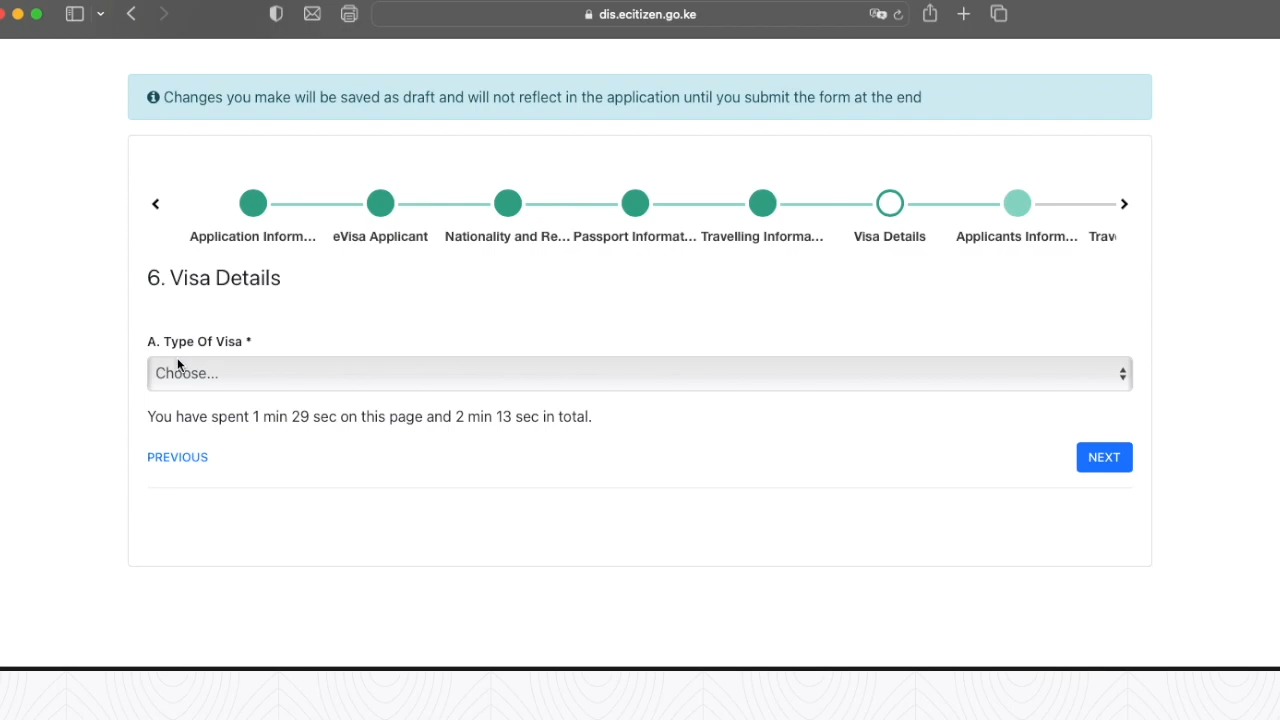 dis.ecitizen.go.ke
Changes you make will be saved as draft and will not reflect in the application until you submit the form at the end
Application Inform... eVisa Applicant Nationality and Re... Passport Informat... Travelling Informa... Visa Details Applicants Inform... Trav
6. Visa Details
A. Type Of Visa *
Choose...
You have spent 1 min 29 sec on this page and 2 min 13 sec in total.
PREVIOUS NEXT